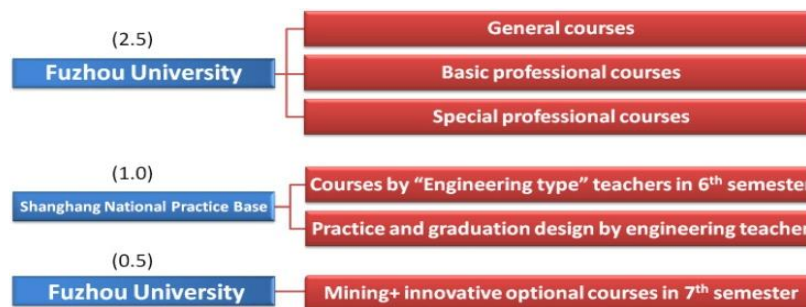 (2.5)
Fuzhou University
General courses
Basic professional courses
Special professional courses
(1.0)
Shanghang National Practice Base
Courses by “Engineering type” teachers in 6th semester
Practice and graduation design by engineering teacher
(0.5)
Fuzhou University
Mining+ innovative optional courses in 7th semester